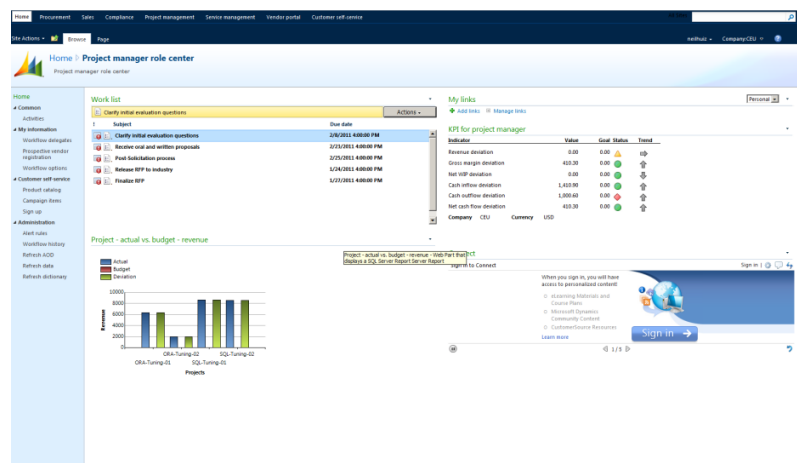 Home Procurement Sales Compliance Project management Service management Vendor portal Customer self-service
Site Actions Browse Page
Company:CEU
Home Project manager role center
Project manager role center
Home
Common
Activities
My information
Workflow delegates
Prospective vendor
registration
Workflow options
Customer self-service
Product catalog
Campaign items
Sign up
Administration
Alert rules
Workflow history
Refresh AOD
Refresh data
Refresh dictionary
Work list
Clarify initial evaluation questions Actions
! Subject Due date
Clarify initial evaluation questions 2/8/2011 4:00:00 PM
Receive oral and written proposals 2/23/2011 4:00:00 PM
Post-Solicitation process 2/25/2011 4:00:00 PM
Release RFP to industry 1/24/2011 4:00:00 PM
Finalize RFP 1/27/2011 4:00:00 PM
Project - actual vs. budget - revenue
Project - actual vs. budget - revenue - Web Part that
displays a SQL Server Report Server Report
Actual
Budget
Deviation
Revenue
10000
8000
6000
4000
2000
0
ORA-Tuning-02 SQL-Tuning-02
ORA-Tuning-01 SQL-Tuning-01
Projects
My links Personal
Add links Manage links
KPI for project manager
Indicator Value Goal Status Trend
Revenue deviation 0.00 0.00
Gross margin deviation 410.30 0.00
Net WIP deviation 0.00 0.00
Cash inflow deviation 1,410.90 0.00
Cash outflow deviation 1,000.60 0.00
Net cash flow deviation 410.30 0.00
Company CEU Currency USD
Sign in to Connect Sign in
When you sign in, you will have
access to personalized content!
eLearning Materials and
Course Plans
Microsoft Dynamics
Community Content
CustomerSource Resources
Learn more
Sign in
1/3